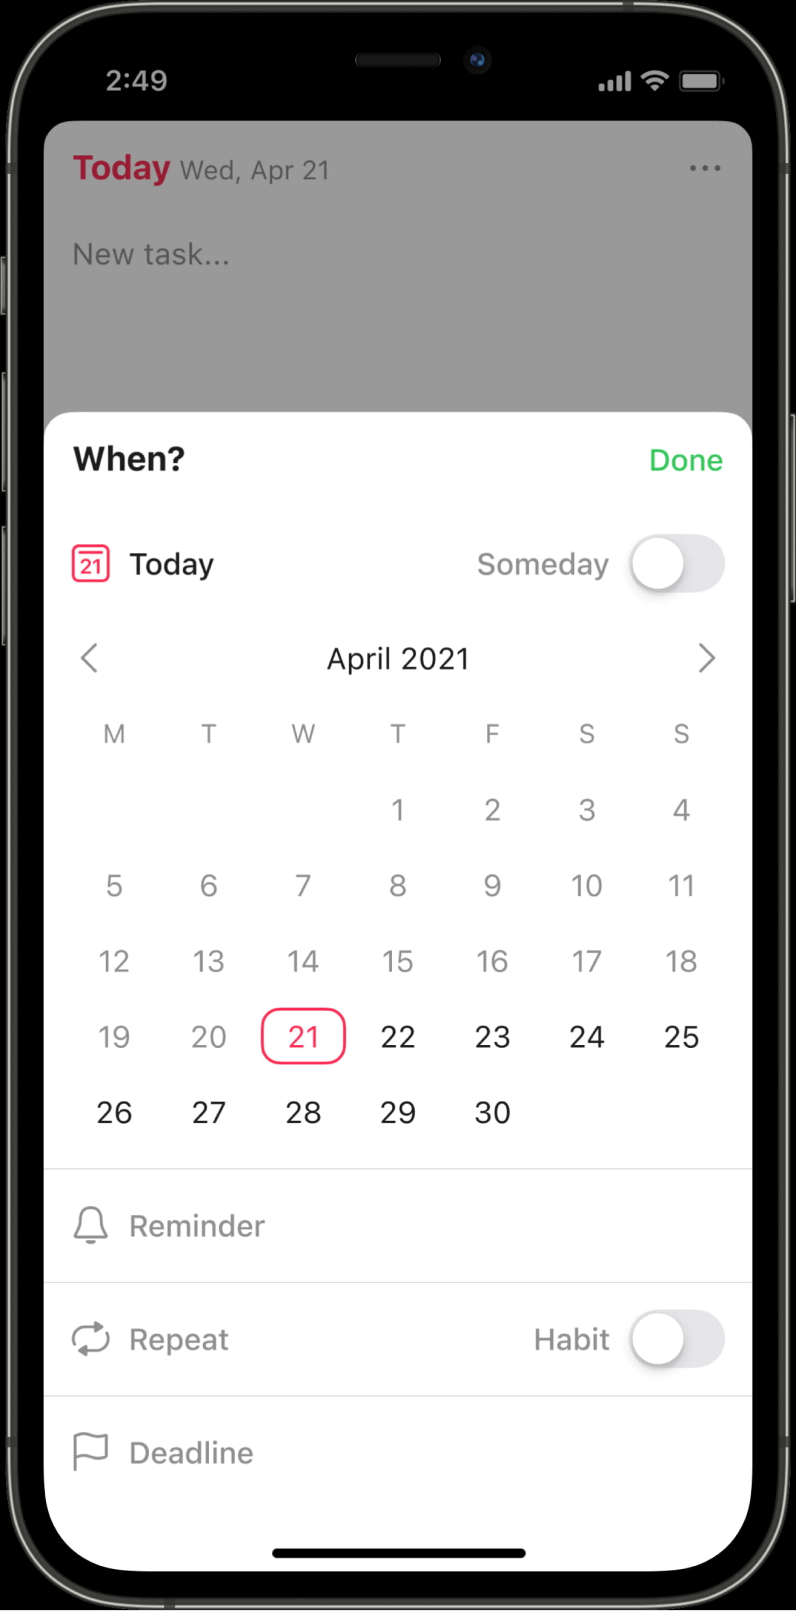 2:49
Today Wed, Apr 21
New task...
When? Done
21 Today Someday
April 2021
M T W T F S S
1 2 3 4
5 6 7 8 9 10 11
12 13 14 15 16 17 18
19 20 21 22 23 24 25
26 27 28 29 30
Reminder
Repeat Habit
Deadline